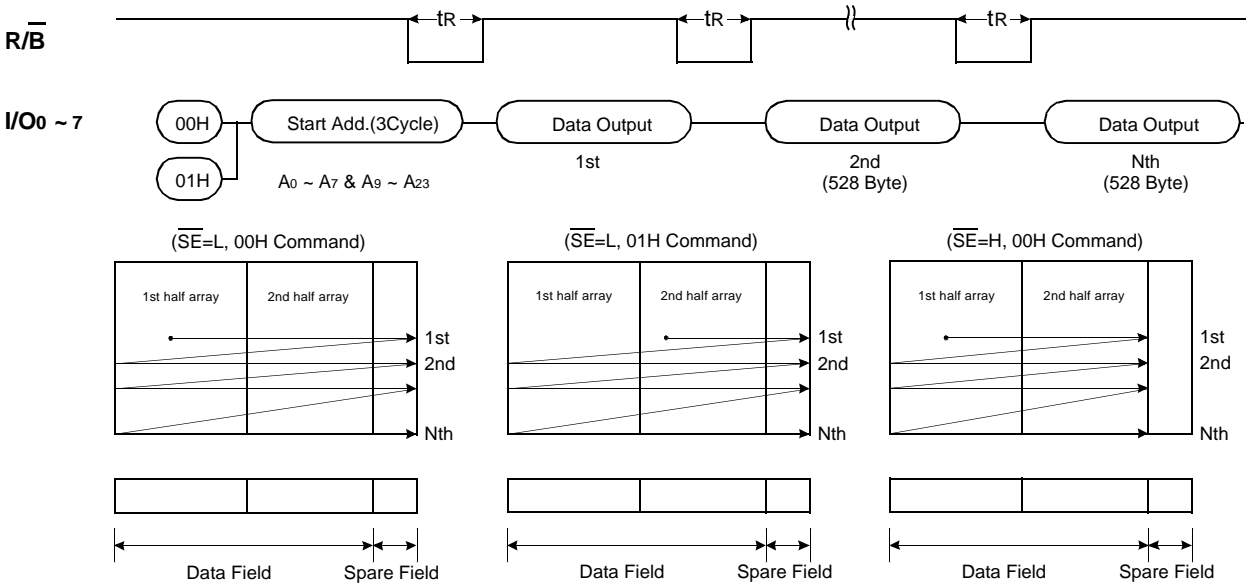 tR tR tR
R/B̅
I/O0 ~ 7 00H Start Add.(3Cycle) Data Output Data Output Data Output
01H A0 ~ A7 & A9 ~ A23 1st 2nd Nth
(528 Byte) (528 Byte)
(S̅E̅=L, 00H Command) (S̅E̅=L, 01H Command) (S̅E̅=H, 00H Command)
1st half array 2nd half array 1st half array 2nd half array 1st half array 2nd half array
1st 1st 1st
2nd 2nd 2nd
Nth Nth Nth
Data Field Spare Field Data Field Spare Field Data Field Spare Field